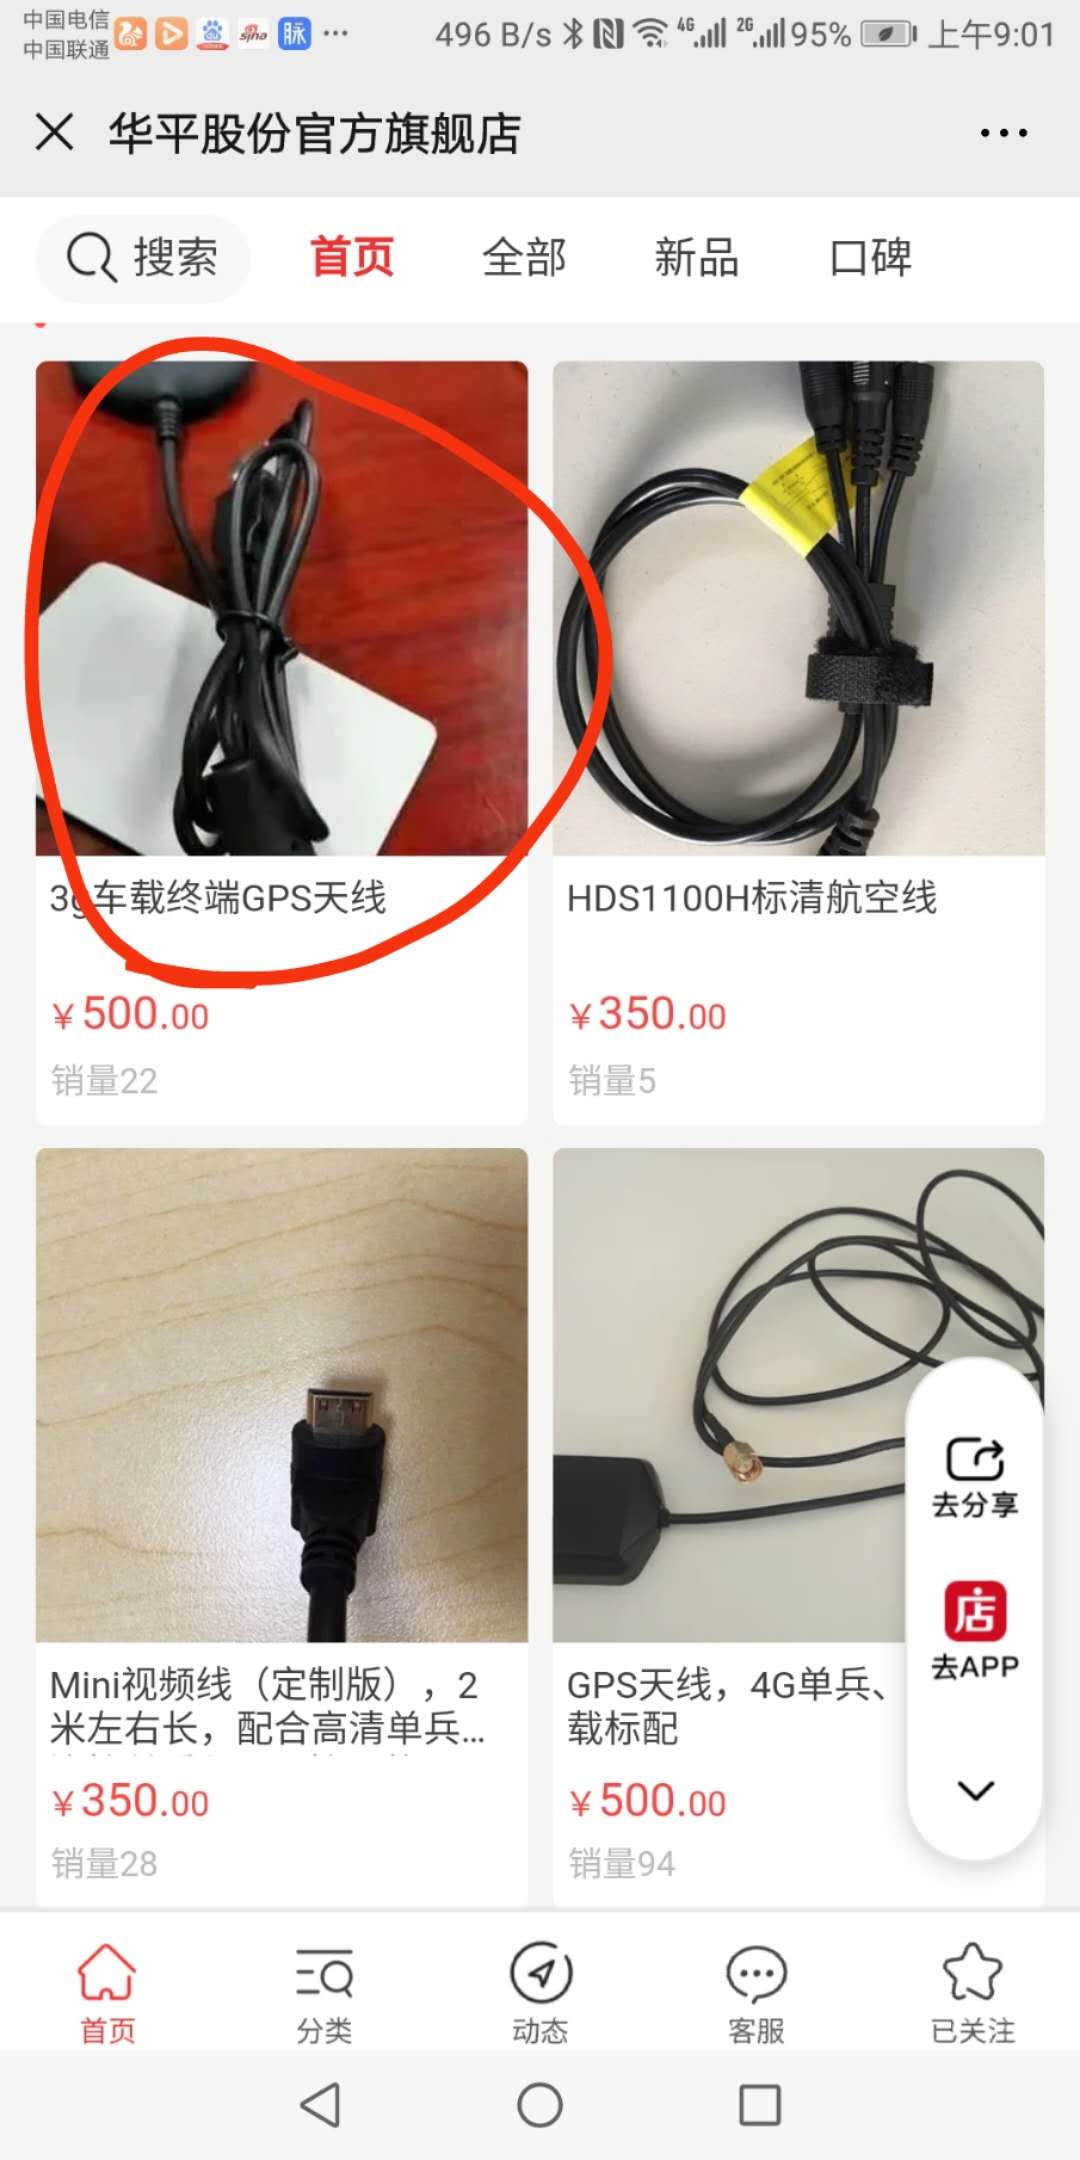 中国电信
中国联通
496 B/s
4G
2G
95%
上午9:01
华平股份官方旗舰店
搜索
首页
全部
新品
口碑
3g车载终端GPS天线
¥500.00
销量22
HDS1100H标清航空线
¥350.00
销量5
Mini视频线（定制版），2
米左右长，配合高清单兵…
¥350.00
销量28
GPS天线，4G单兵、
载标配
¥500.00
销量94
去分享
店
去APP
首页
分类
动态
客服
已关注